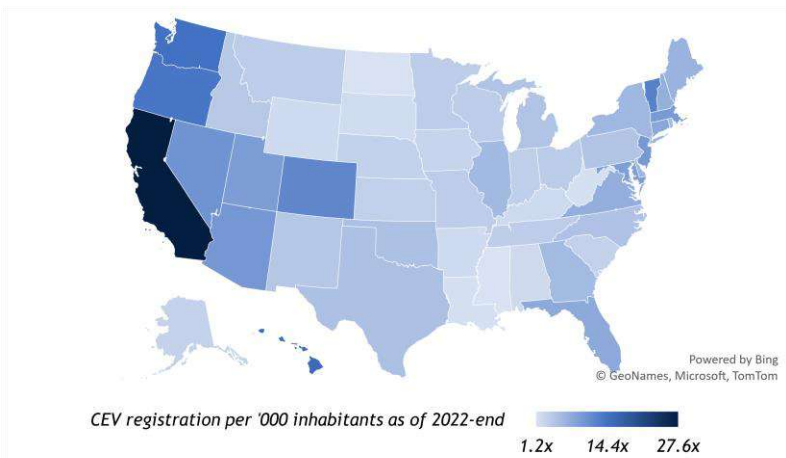 Powered by Bing
© GeoNames, Microsoft, TomTom
CEV registration per '000 inhabitants as of 2022-end
1.2x 14.4x 27.6x